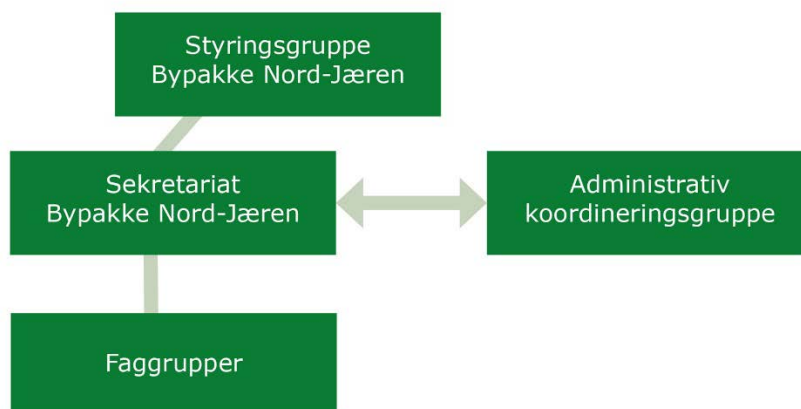 Styringsgruppe
Bypakke Nord-Jæren
Sekretariat
Bypakke Nord-Jæren
Administrativ
koordineringsgruppe
Faggrupper